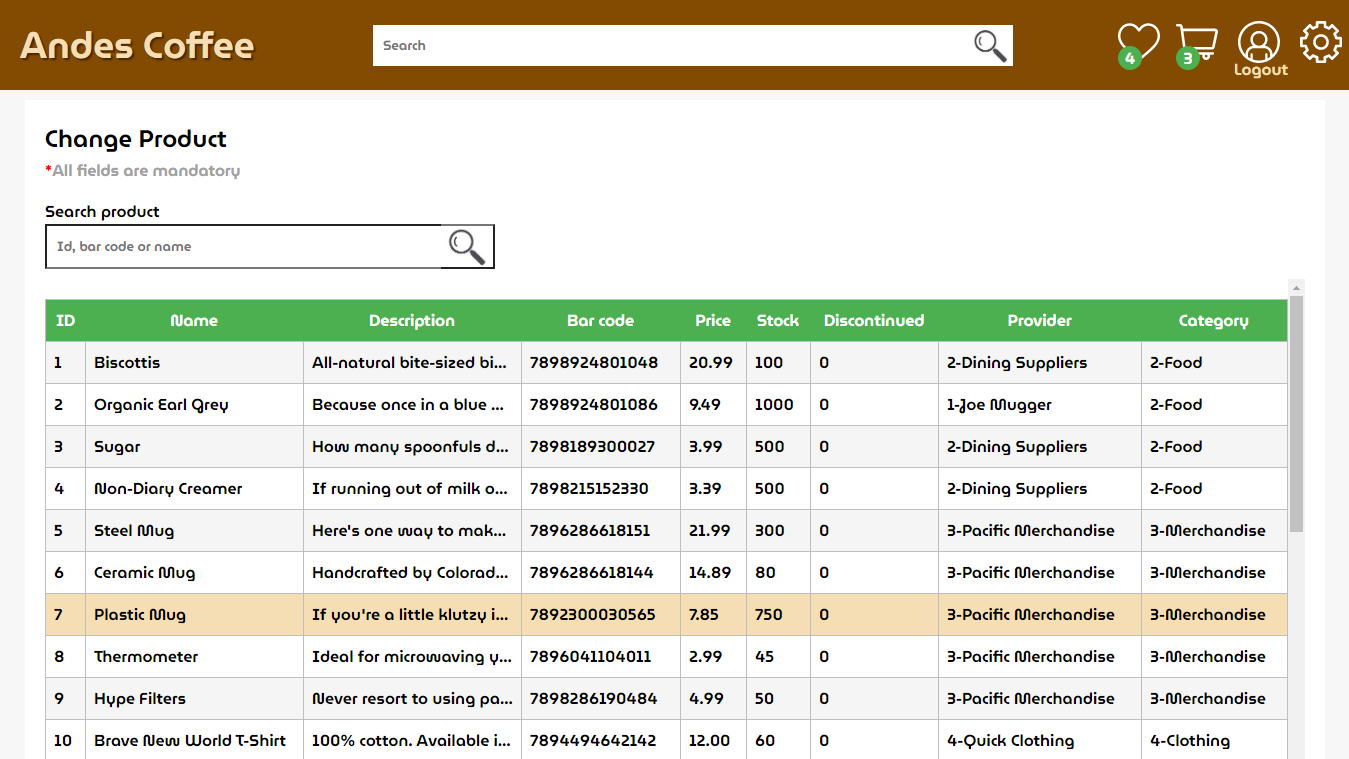 Andes Coffee
Search
4
3
Logout
Change Product
*All fields are mandatory
Search product
Id, bar code or name
ID Name Description Bar code Price Stock Discontinued Provider Category
1 Biscottis All-natural bite-sized bi... 7898924801048 20.99 100 0 2-Dining Suppliers 2-Food
2 Organic Earl Grey Because once in a blue ... 7898924801086 9.49 1000 0 1-Joe Mugger 2-Food
3 Sugar How many spoonfuls d... 7898189300027 3.99 500 0 2-Dining Suppliers 2-Food
4 Non-Diary Creamer If running out of milk o... 7898215152330 3.39 500 0 2-Dining Suppliers 2-Food
5 Steel Mug Here's one way to mak... 7896286618151 21.99 300 0 3-Pacific Merchandise 3-Merchandise
6 Ceramic Mug Handcrafted by Colorad... 7896286618144 14.89 80 0 3-Pacific Merchandise 3-Merchandise
7 Plastic Mug If you're a little klutzy i... 7892300030565 7.85 750 0 3-Pacific Merchandise 3-Merchandise
8 Thermometer Ideal for microwaving y... 7896041104011 2.99 45 0 3-Pacific Merchandise 3-Merchandise
9 Hype Filters Never resort to using pa... 7898286190484 4.99 50 0 3-Pacific Merchandise 3-Merchandise
10 Brave New World T-Shirt 100% cotton. Available i... 7894494642142 12.00 60 0 4-Quick Clothing 4-Clothing